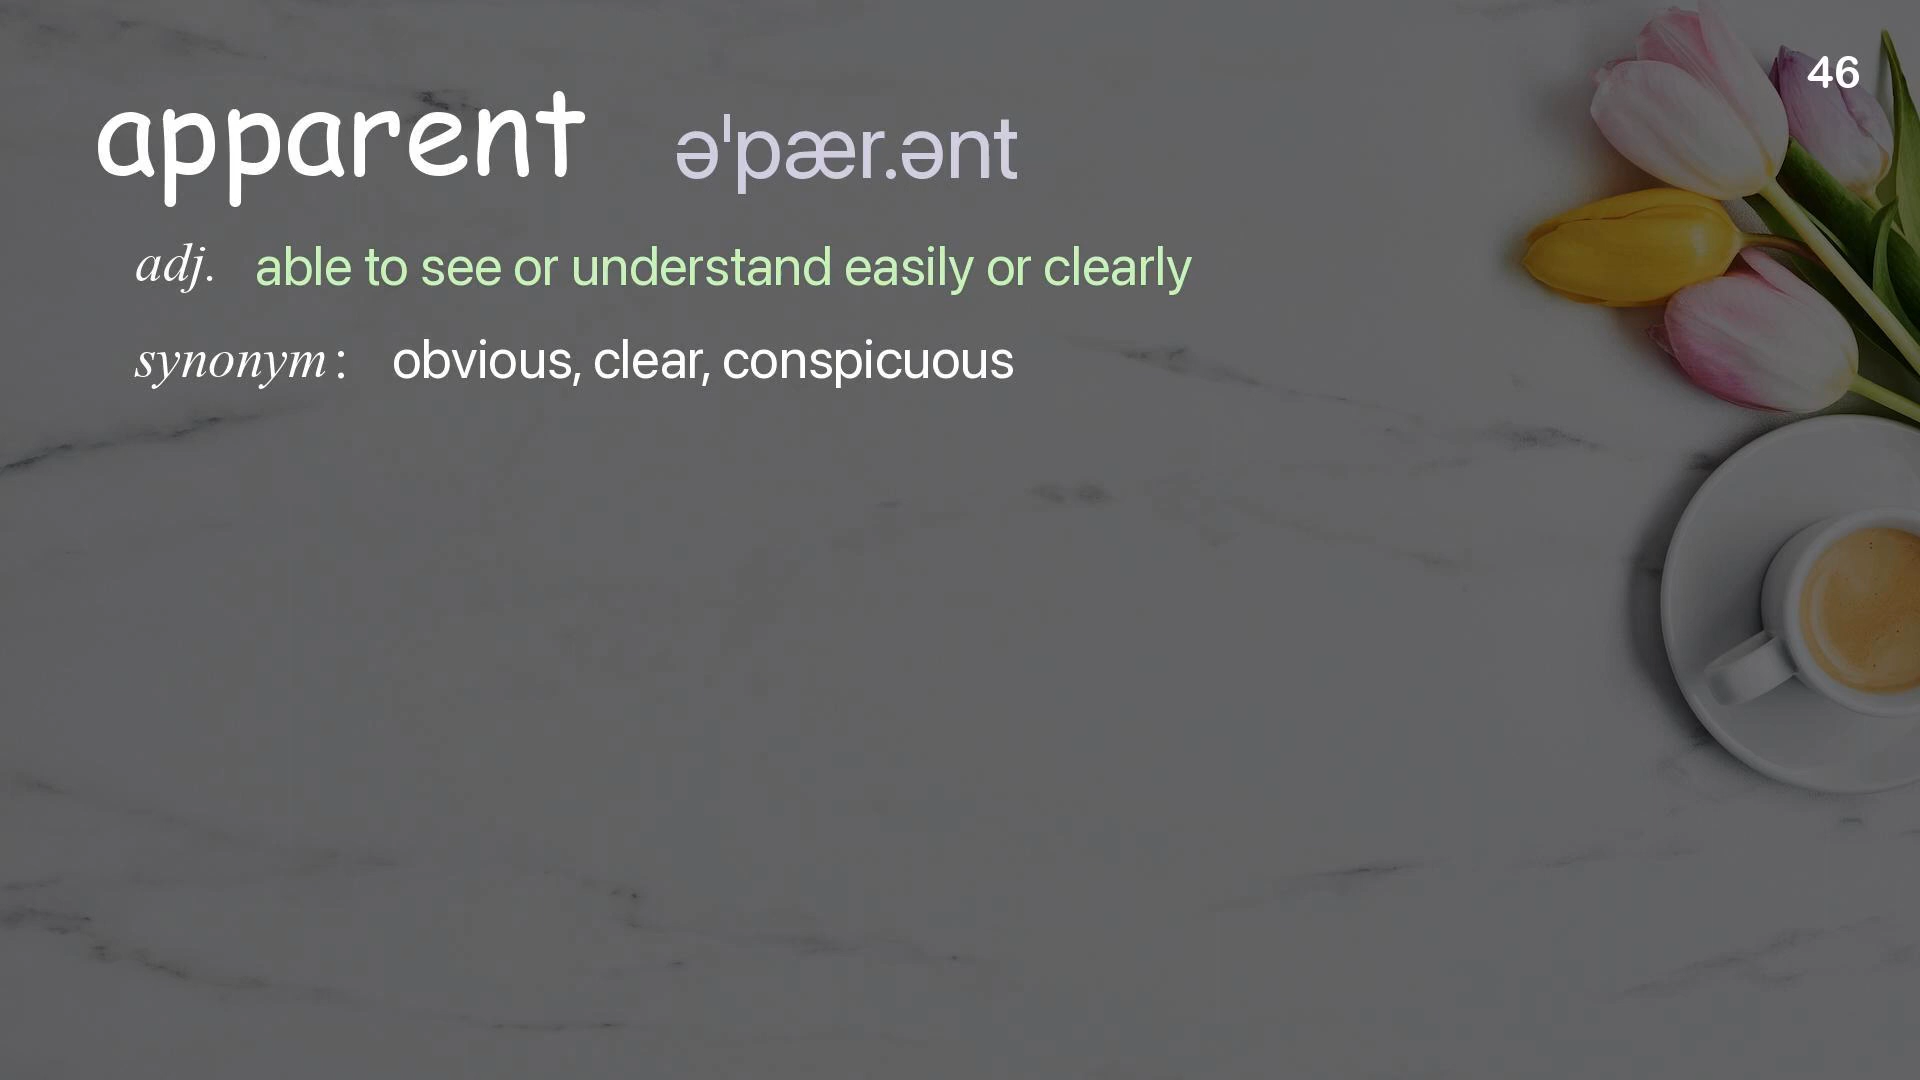 46
apparent əˈpær.ənt
adj. able to see or understand easily or clearly
synonym: obvious, clear, conspicuous